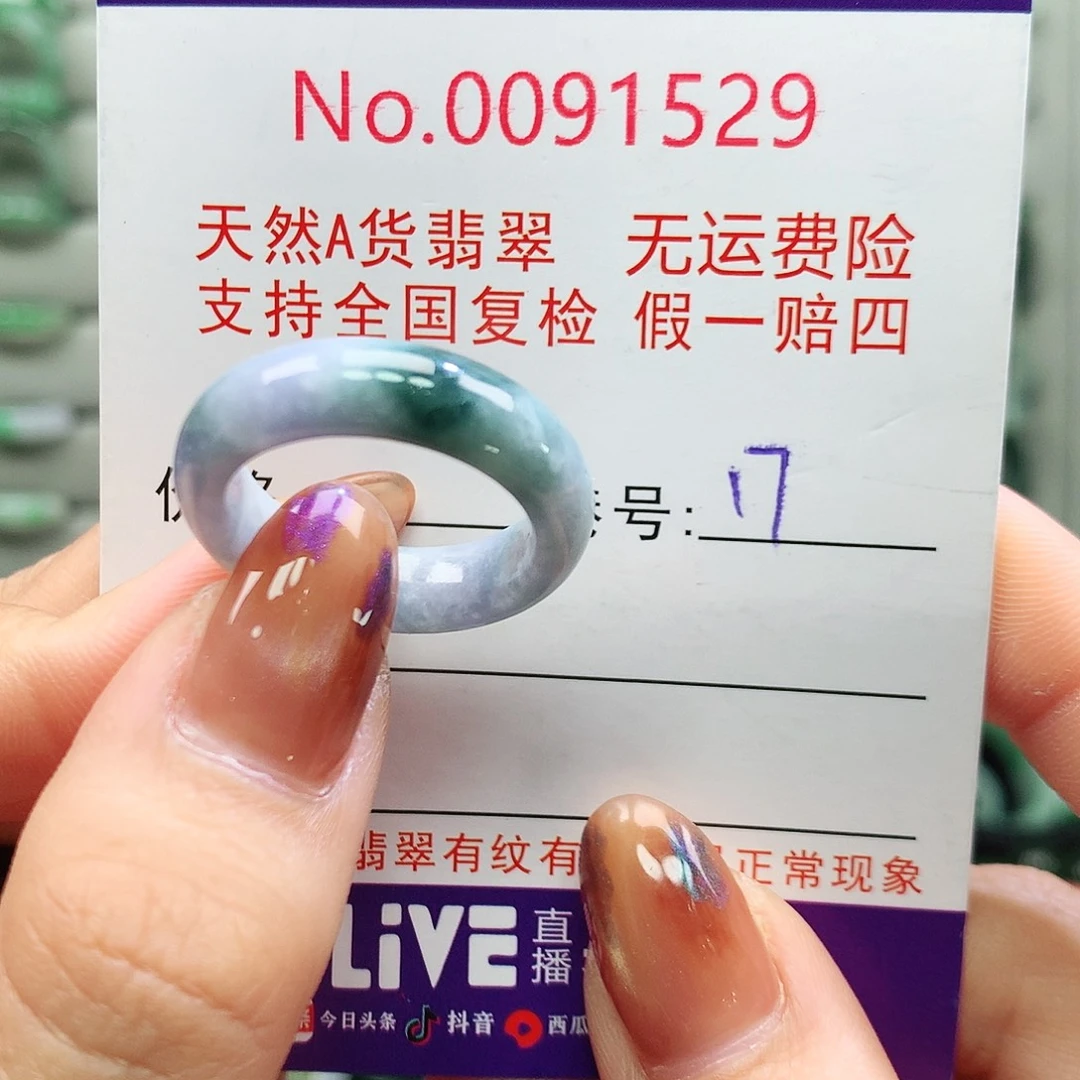 No.0091529
天然A货翡翠 无运费险
支持全国复检 假一赔四
号: 17
翡翠有纹有 正常现象
LiVE 直播
今日头条 抖音 西瓜